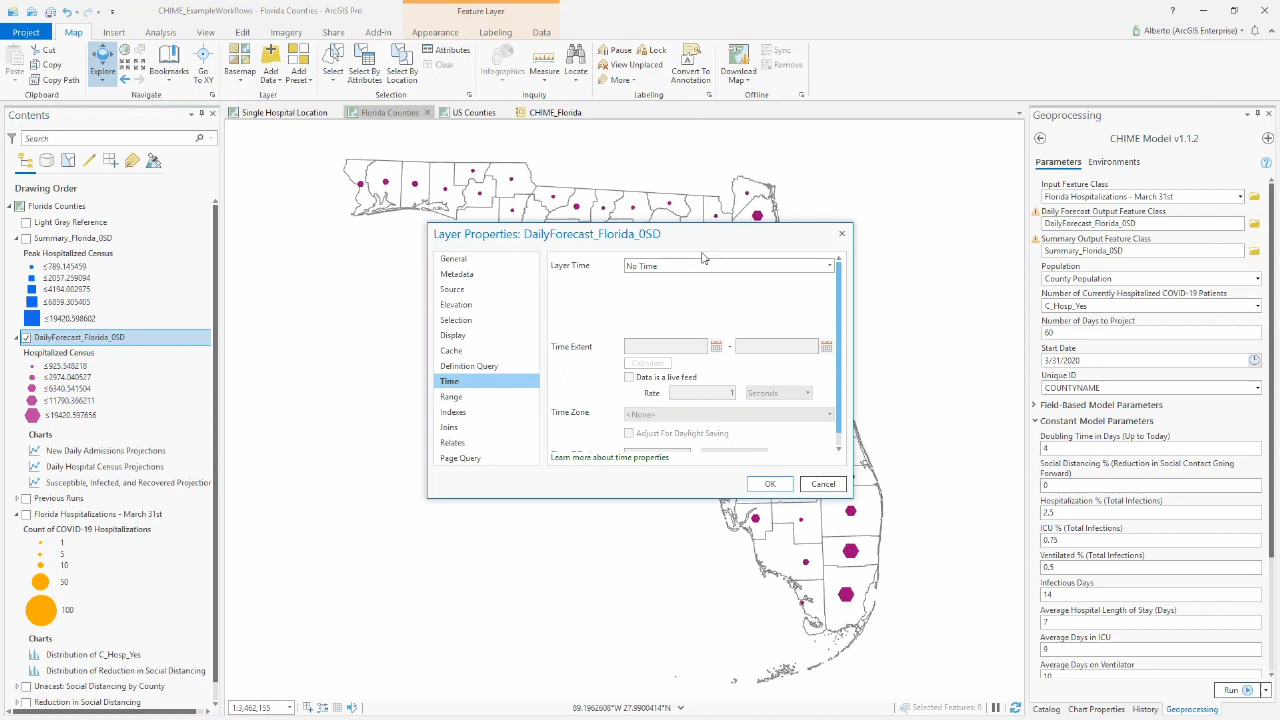 CHIME_ExampleWorkflows - Florida Counties - ArcGIS Pro
Feature Layer
Project
Map
Insert
Analysis
View
Edit
Imagery
Share
Add-In
Appearance
Labeling
Data
Alberto (ArcGIS Enterprise)
Paste
Cut
Copy
Copy Path
Clipboard
Explore
Bookmarks
Go To XY
Navigate
Basemap
Add Data
Add Preset
Layer
Select
Select By Attributes
Select By Location
Attributes
Clear
Selection
Infographics
Measure
Locate
Inquiry
Pause
Lock
View Unplaced
More
Convert To Annotation
Labeling
Download Map
Sync
Remove
Offline
Contents
Search
Drawing Order
Florida Counties
Light Gray Reference
Summary_Florida_0SD
Peak Hospitalized Census
≤789.145459
≤2057.259094
≤4194.002975
≤6859.305405
≤19420.598602
DailyForecast_Florida_0SD
Hospitalized Census
≤925.548218
≤2974.040527
≤6340.541504
≤11790.366211
≤19420.597656
Charts
New Daily Admissions Projections
Daily Hospital Census Projections
Susceptible, Infected, and Recovered Projection
Previous Runs
Florida Hospitalizations - March 31st
Count of COVID-19 Hospitalizations
1
5
10
50
100
Charts
Distribution of C_Hosp_Yes
Distribution of Reduction in Social Distancing
Unacast: Social Distancing by County
Reduction in Social Distancing
Single Hospital Location
Florida Counties
US Counties
CHIME_Florida
Layer Properties: DailyForecast_Florida_0SD
General
Metadata
Source
Elevation
Selection
Display
Cache
Definition Query
Time
Range
Indexes
Joins
Relates
Page Query
Layer Time
No Time
Time Extent
-
Calculate
Data is a live feed
Rate
1
Seconds
Time Zone
<None>
Adjust For Daylight Saving
Learn more about time properties
OK
Cancel
1:3,462,155
89.1962608°W 27.9900414°N
Selected Features: 0
Geoprocessing
CHIME Model v1.1.2
Parameters
Environments
Input Feature Class
Florida Hospitalizations - March 31st
Daily Forecast Output Feature Class
DailyForecast_Florida_0SD
Summary Output Feature Class
Summary_Florida_0SD
Population
County Population
Number of Currently Hospitalized COVID-19 Patients
C_Hosp_Yes
Number of Days to Project
60
Start Date
3/31/2020
Unique ID
COUNTYNAME
Field-Based Model Parameters
Constant Model Parameters
Doubling Time in Days (Up to Today)
4
Social Distancing % (Reduction in Social Contact Going Forward)
0
Hospitalization % (Total Infections)
2.5
ICU % (Total Infections)
0.75
Ventilated % (Total Infections)
0.5
Infectious Days
14
Average Hospital Length of Stay (Days)
7
Average Days in ICU
9
Average Days on Ventilator
10
Run
Catalog
Chart Properties
History
Geoprocessing